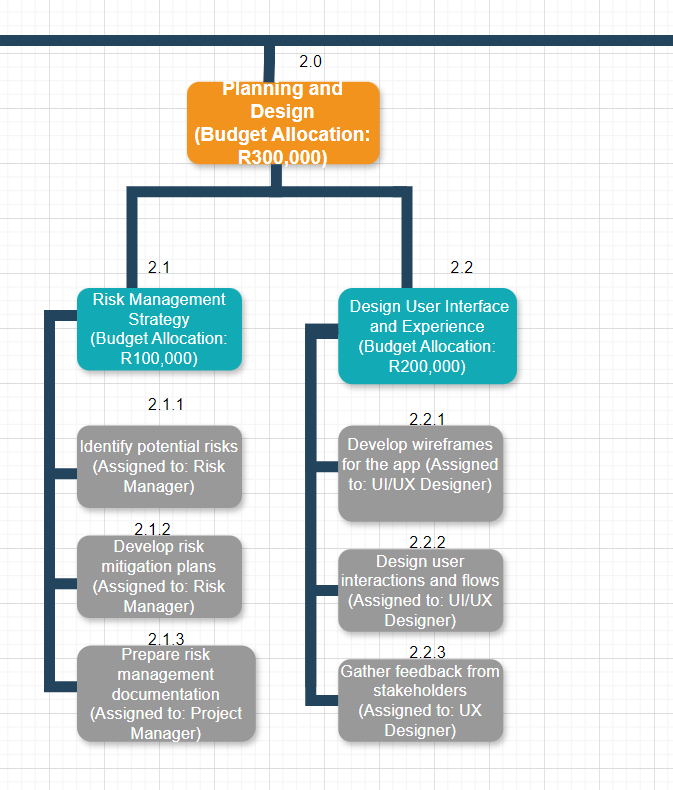 2.0
Planning and
Design
(Budget Allocation:
R300,000)
2.1
Risk Management
Strategy
(Budget Allocation:
R100,000)
2.1.1
Identify potential risks
(Assigned to: Risk
Manager)
2.1.2
Develop risk
mitigation plans
(Assigned to: Risk
Manager)
2.1.3
Prepare risk
management
documentation
(Assigned to: Project
Manager)
2.2
Design User Interface
and Experience
(Budget Allocation:
R200,000)
2.2.1
Develop wireframes
for the app (Assigned
to: UI/UX Designer)
2.2.2
Design user
interactions and flows
(Assigned to: UI/UX
Designer)
2.2.3
Gather feedback from
stakeholders
(Assigned to: UX
Designer)